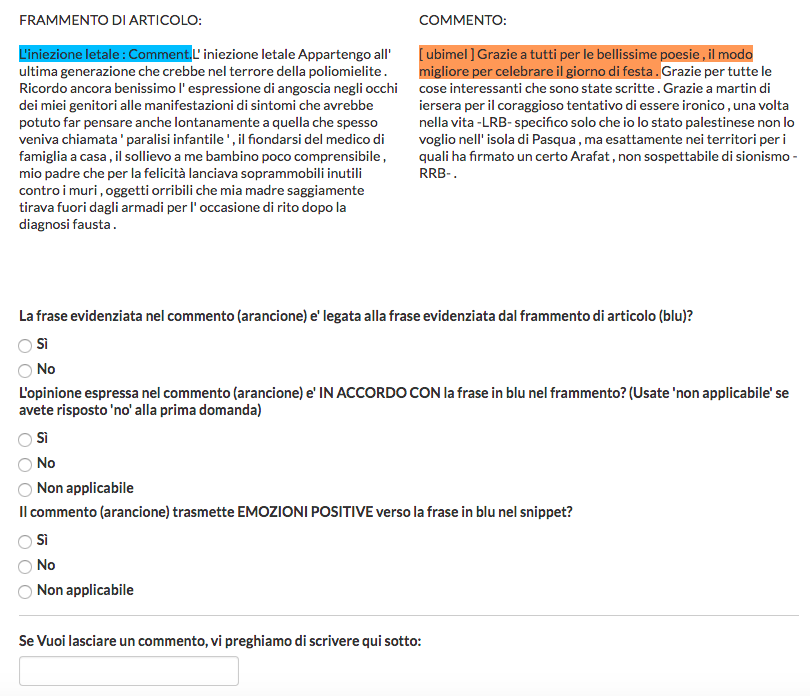 FRAMMENTO DI ARTICOLO:
L'iniezione letale : Comment.L' iniezione letale Appartengo all'
ultima generazione che crebbe nel terrore della poliomielite .
Ricordo ancora benissimo l' espressione di angoscia negli occhi
dei miei genitori alle manifestazioni di sintomi che avrebbe
potuto far pensare anche lontanamente a quella che spesso
veniva chiamata ' paralisi infantile ' , il fiondarsi del medico di
famiglia a casa , il sollievo a me bambino poco comprensibile ,
mio padre che per la felicità lanciava soprammobili inutili
contro i muri , oggetti orribili che mia madre saggiamente
tirava fuori dagli armadi per l' occasione di rito dopo la
diagnosi fausta .
COMMENTO:
[ ubimel ] Grazie a tutti per le bellissime poesie , il modo
migliore per celebrare il giorno di festa . Grazie per tutte le
cose interessanti che sono state scritte . Grazie a martin di
iersera per il coraggioso tentativo di essere ironico , una volta
nella vita -LRB- specifico solo che io lo stato palestinese non lo
voglio nell' isola di Pasqua , ma esattamente nei territori per i
quali ha firmato un certo Arafat , non sospettabile di sionismo -
RRB- .
La frase evidenziata nel commento (arancione) e' legata alla frase evidenziata dal frammento di articolo (blu)?
Sì
No
L'opinione espressa nel commento (arancione) e' IN ACCORDO CON la frase in blu nel frammento? (Usate 'non applicabile' se
avete risposto 'no' alla prima domanda)
Sì
No
Non applicabile
Il commento (arancione) trasmette EMOZIONI POSITIVE verso la frase in blu nel snippet?
Sì
No
Non applicabile
Se Vuoi lasciare un commento, vi preghiamo di scrivere qui sotto: